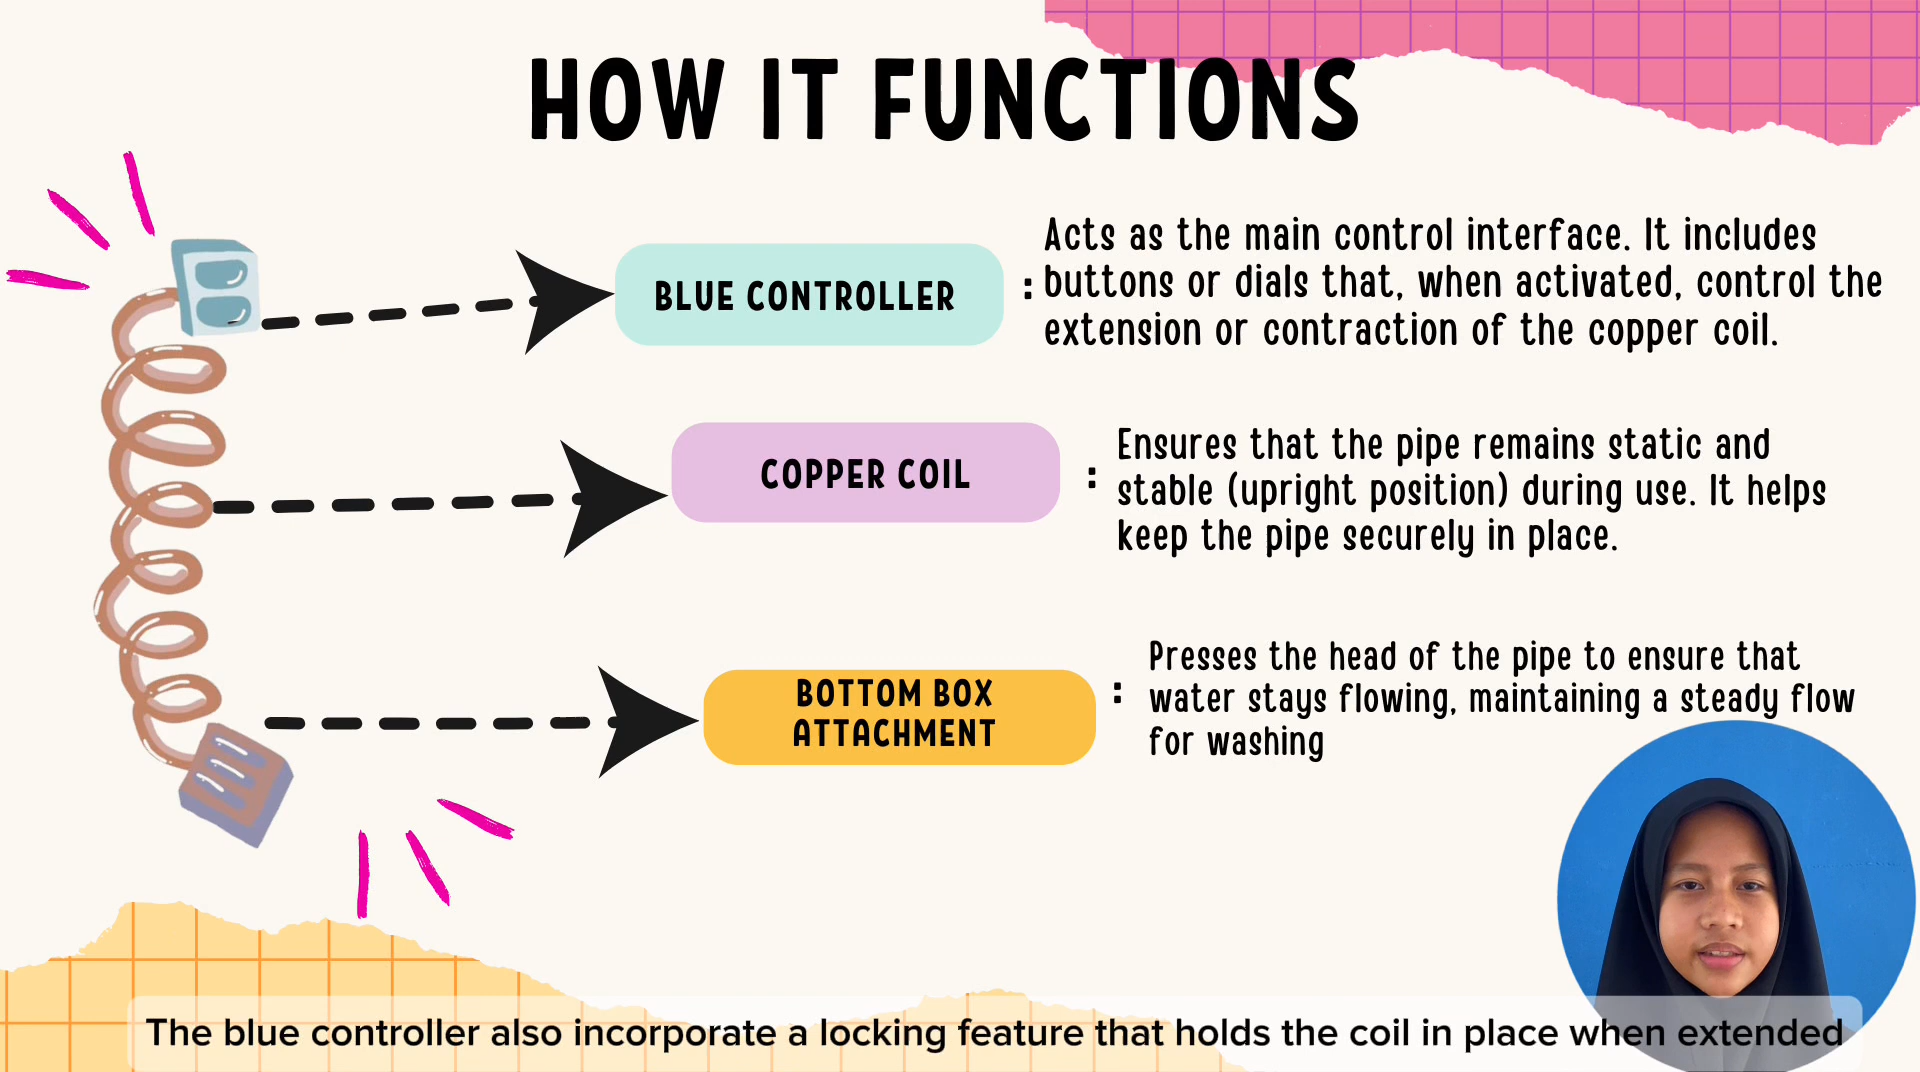 HOW IT FUNCTIONS
BLUE CONTROLLER
:
Acts as the main control interface. It includes
buttons or dials that, when activated, control the
extension or contraction of the copper coil.
COPPER COIL
:
Ensures that the pipe remains static and
stable (upright position) during use. It helps
keep the pipe securely in place.
BOTTOM BOX
ATTACHMENT
:
Presses the head of the pipe to ensure that
water stays flowing, maintaining a steady flow
for washing
The blue controller also incorporate a locking feature that holds the coil in place when extended